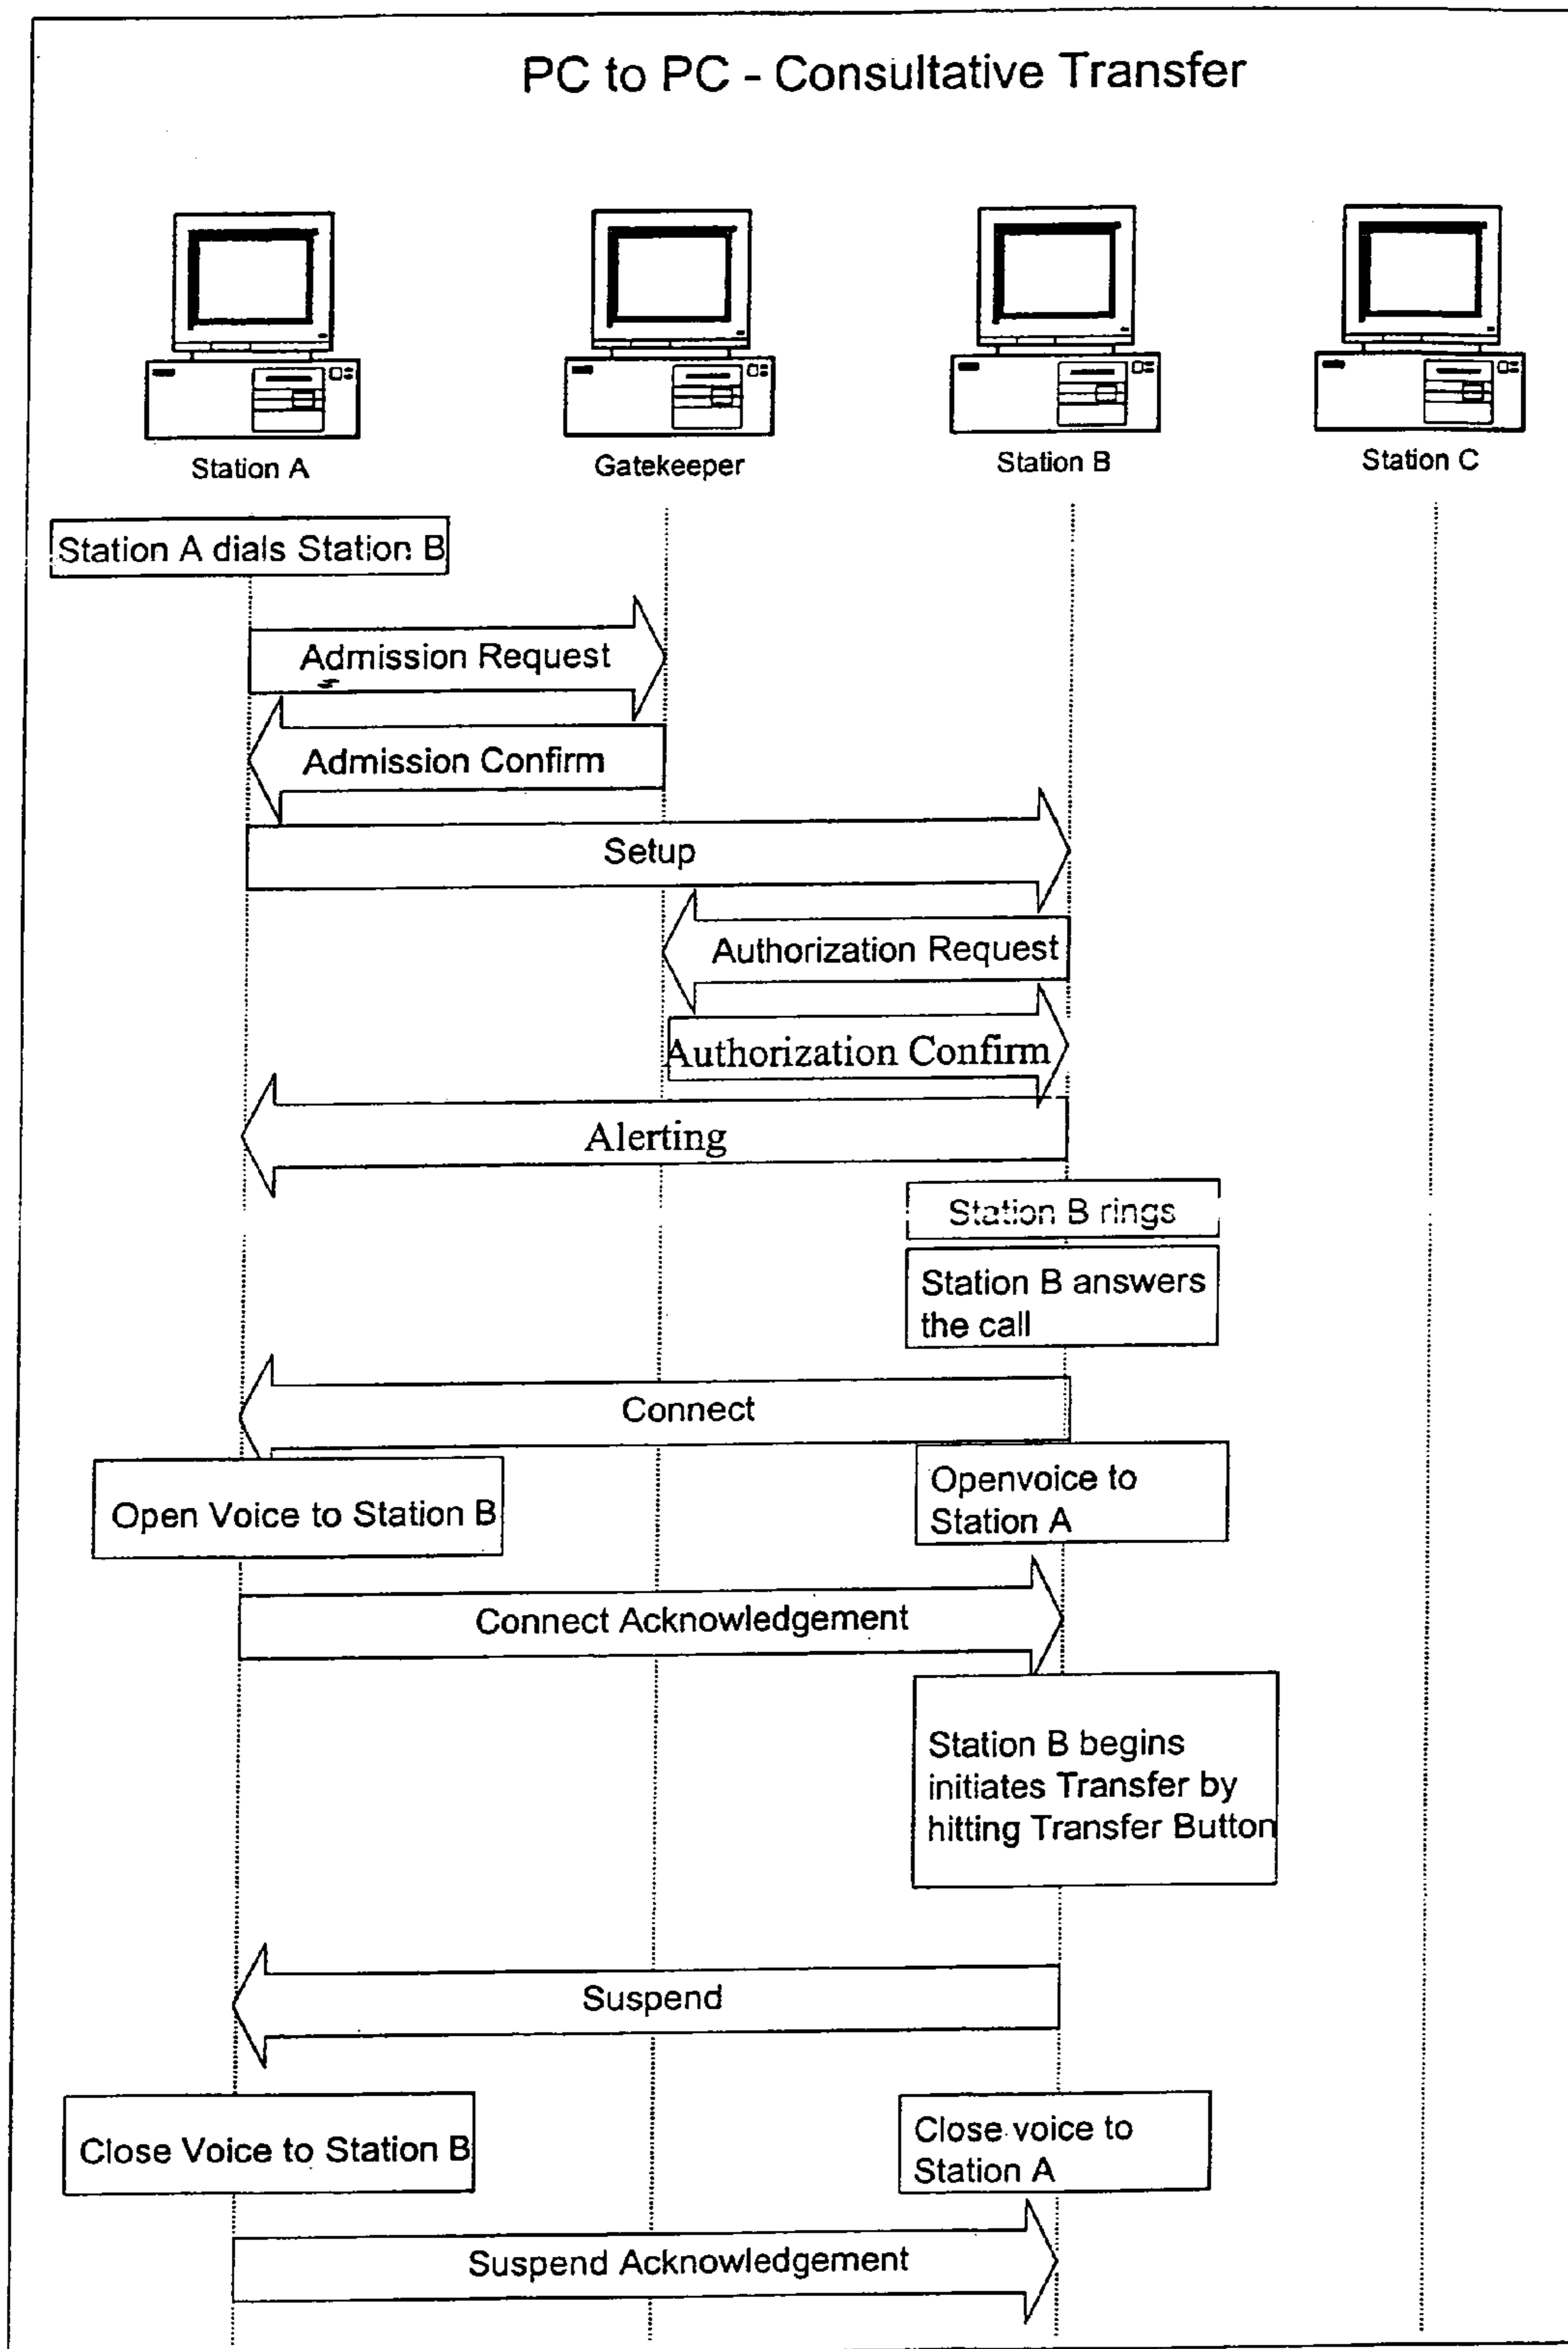 PC to PC - Consultative Transfer
Station A
Gatekeeper
Station B
Station C
Station A dials Station B
Admission Request
Admission Confirm
Setup
Authorization Request
Authorization Confirm
Alerting
Station B rings
Station B answers
the call
Connect
Open Voice to Station B
Openvoice to
Station A
Connect Acknowledgement
Station B begins
initiates Transfer by
hitting Transfer Button
Suspend
Close Voice to Station B
Close voice to
Station A
Suspend Acknowledgement